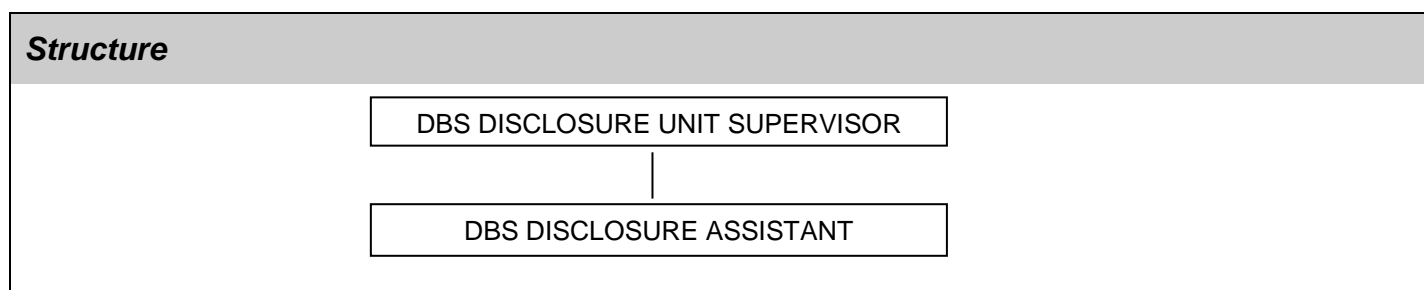 Structure
DBS DISCLOSURE UNIT SUPERVISOR
DBS DISCLOSURE ASSISTANT